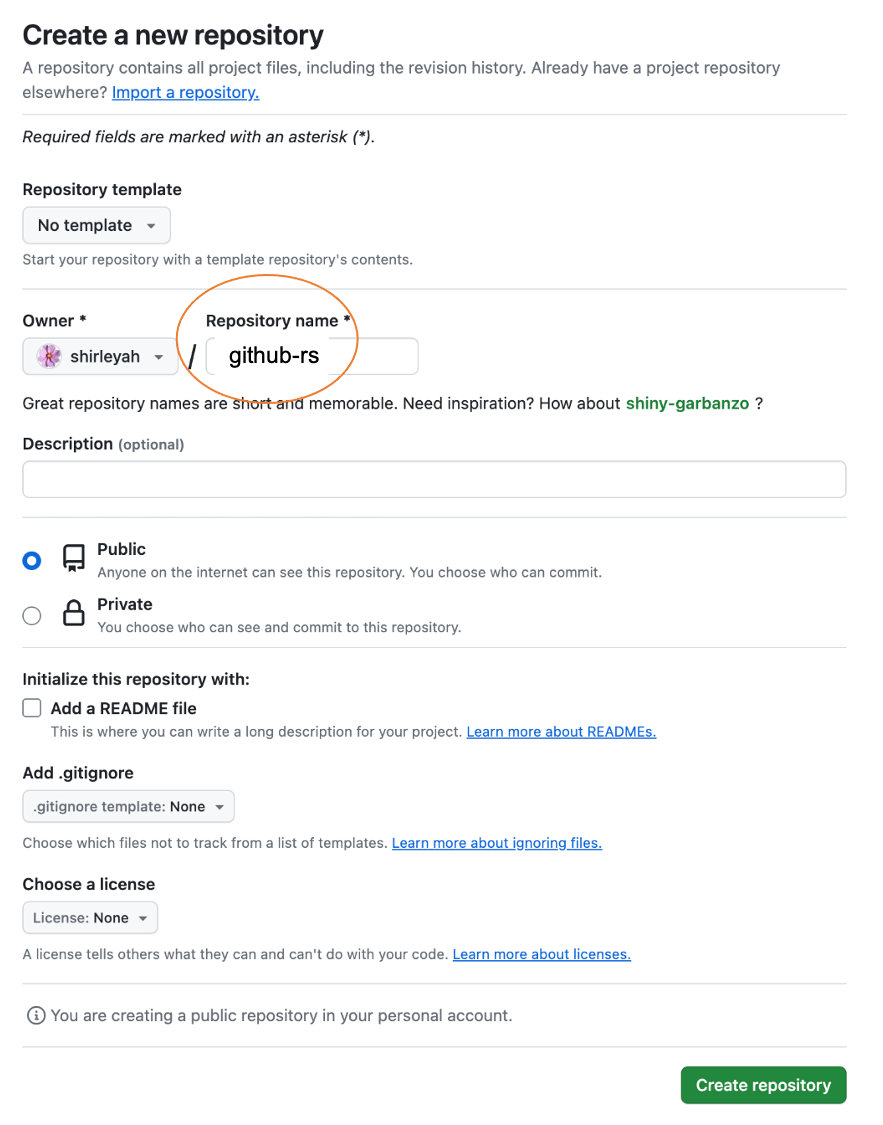 Create a new repository
A repository contains all project files, including the revision history. Already have a project repository
elsewhere? Import a repository.
Required fields are marked with an asterisk (*).
Repository template
No template
Start your repository with a template repository's contents.
Owner * Repository name *
shirleyah / github-rs
Great repository names are short and memorable. Need inspiration? How about shiny-garbanzo ?
Description (optional)
Public
Anyone on the internet can see this repository. You choose who can commit.
Private
You choose who can see and commit to this repository.
Initialize this repository with:
Add a README file
This is where you can write a long description for your project. Learn more about READMEs.
Add .gitignore
.gitignore template: None
Choose which files not to track from a list of templates. Learn more about ignoring files.
Choose a license
License: None
A license tells others what they can and can't do with your code. Learn more about licenses.
You are creating a public repository in your personal account.
Create repository